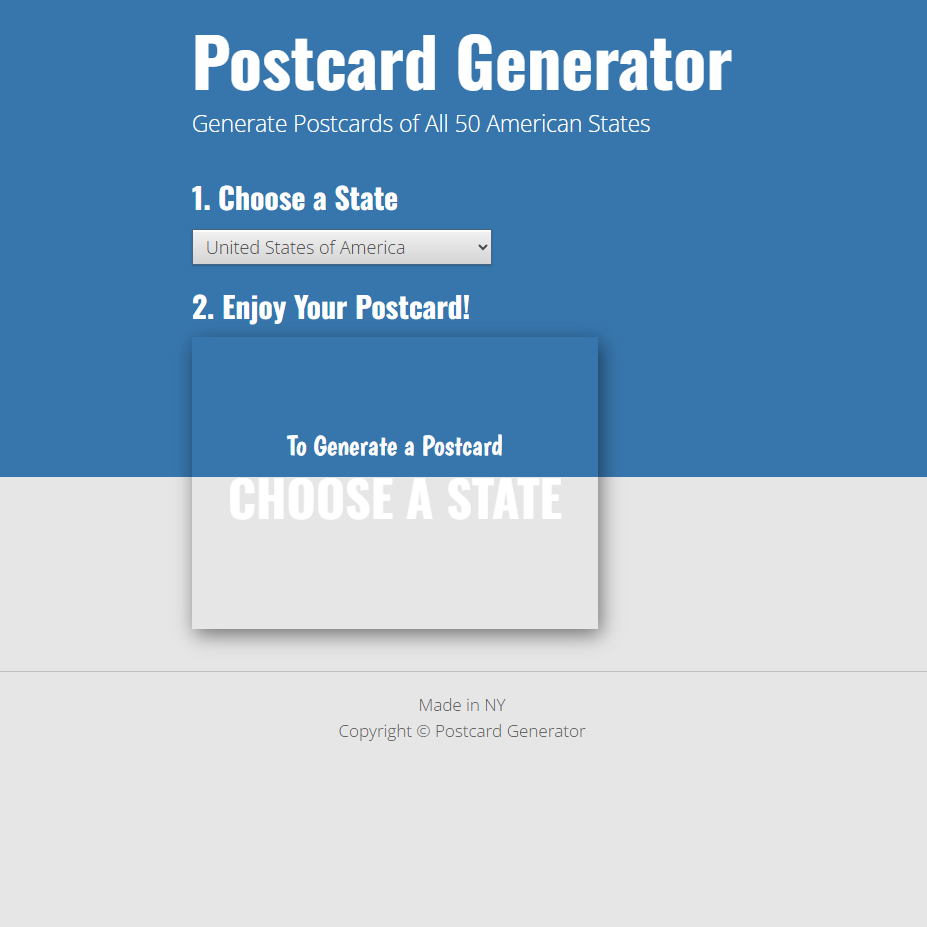 Postcard Generator
Generate Postcards of All 50 American States
1. Choose a State
United States of America
2. Enjoy Your Postcard!
To Generate a Postcard
CHOOSE A STATE
Made in NY
Copyright © Postcard Generator